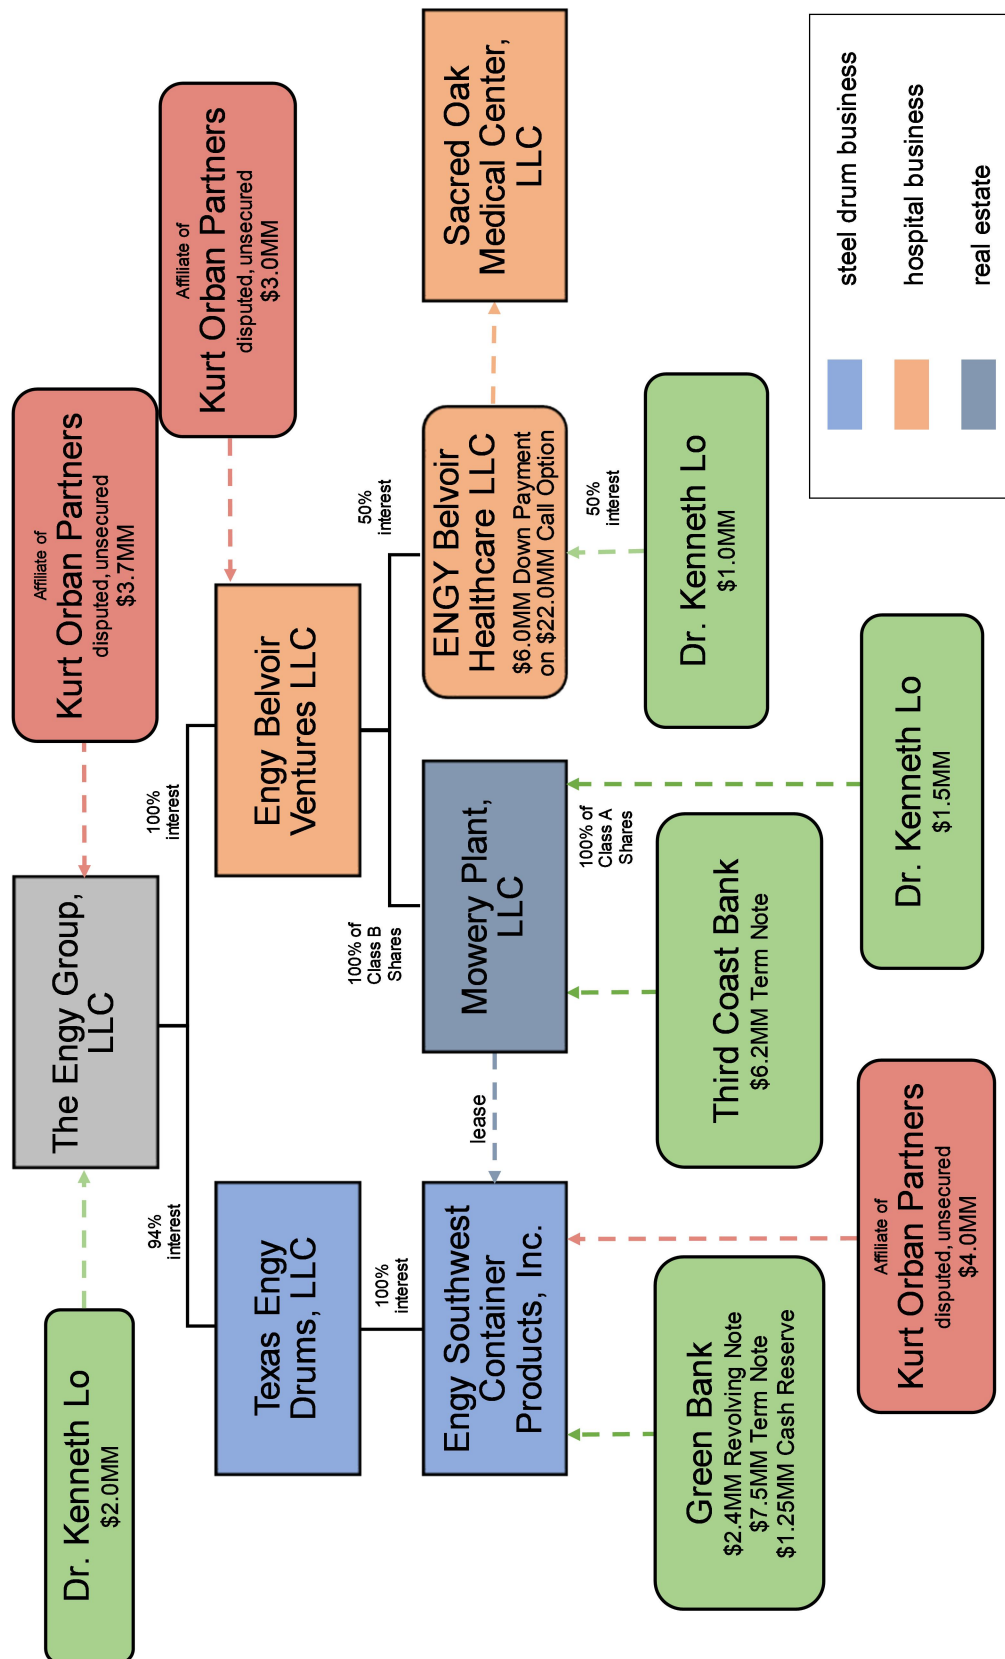 Dr. Kenneth Lo
$2.0MM
The Engy Group,
LLC
Affiliate of
Kurt Orban Partners
disputed, unsecured
$3.7MM
94%
interest
100%
interest
Affiliate of
Kurt Orban Partners
disputed, unsecured
$3.0MM
Texas Engy
Drums, LLC
Engy Belvoir
Ventures LLC
100%
interest
100% of
Class B
Shares
50%
interest
Engy Southwest
Container
Products, Inc.
lease
Mowery Plant,
LLC
ENGY Belvoir
Healthcare LLC
$6.0MM Down Payment
on $22.0MM Call Option
Sacred Oak
Medical Center,
LLC
100% of
Class A
Shares
50%
interest
Green Bank
$2.4MM Revolving Note
$7.5MM Term Note
$1.25MM Cash Reserve
Third Coast Bank
$6.2MM Term Note
Dr. Kenneth Lo
$1.0MM
Affiliate of
Kurt Orban Partners
disputed, unsecured
$4.0MM
Dr. Kenneth Lo
$1.5MM
steel drum business
hospital business
real estate